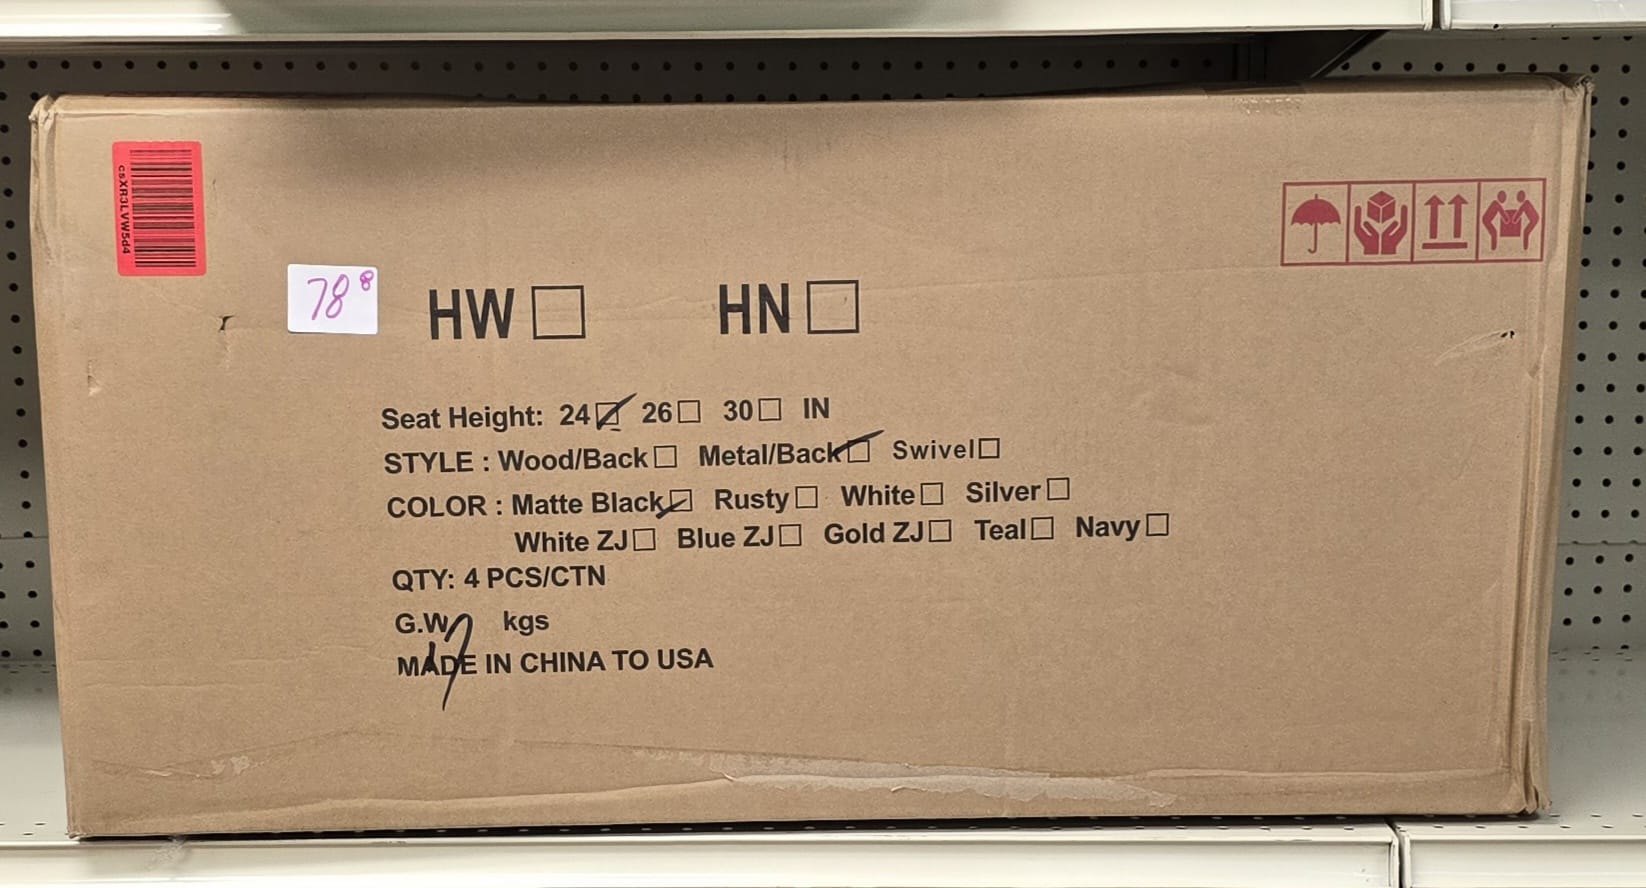 csXR3LVW5d4
78⁸
HW□ HN□
Seat Height: 24☑ 26□ 30□ IN
STYLE : Wood/Back□ Metal/Back☑ Swivel□
COLOR : Matte Black☑ Rusty□ White□ Silver□
White ZJ□ Blue ZJ□ Gold ZJ□ Teal□ Navy□
QTY: 4 PCS/CTN
G.W 17 kgs
MADE IN CHINA TO USA